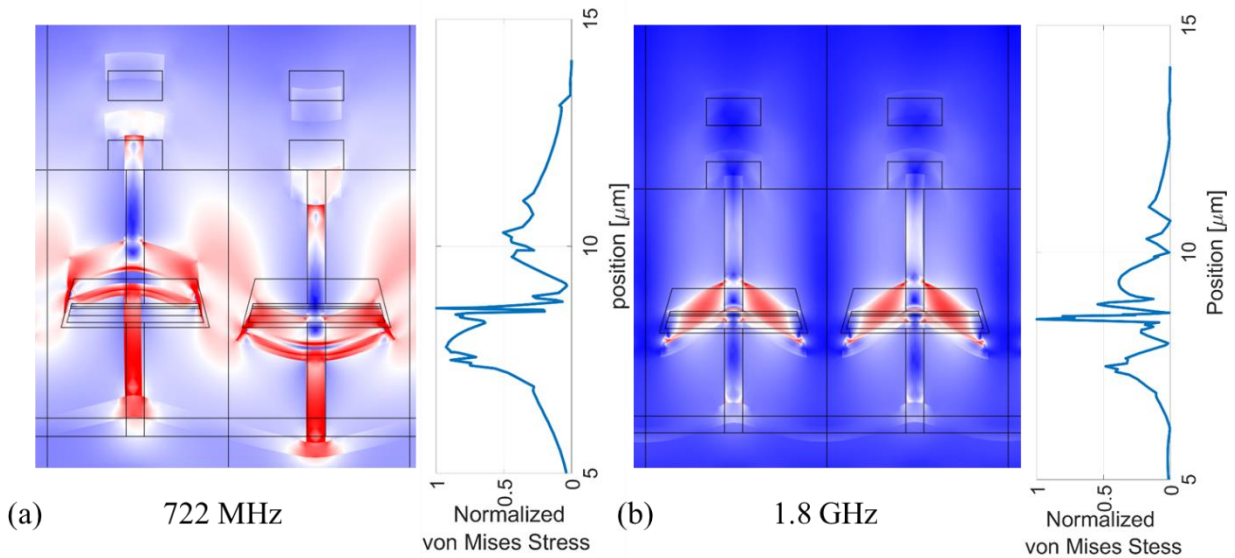 15
10
5
position [μm]
1
0.5
0
Normalized
von Mises Stress
(a)
722 MHz
15
10
5
Position [μm]
1
0.5
0
Normalized
von Mises Stess
(b)
1.8 GHz